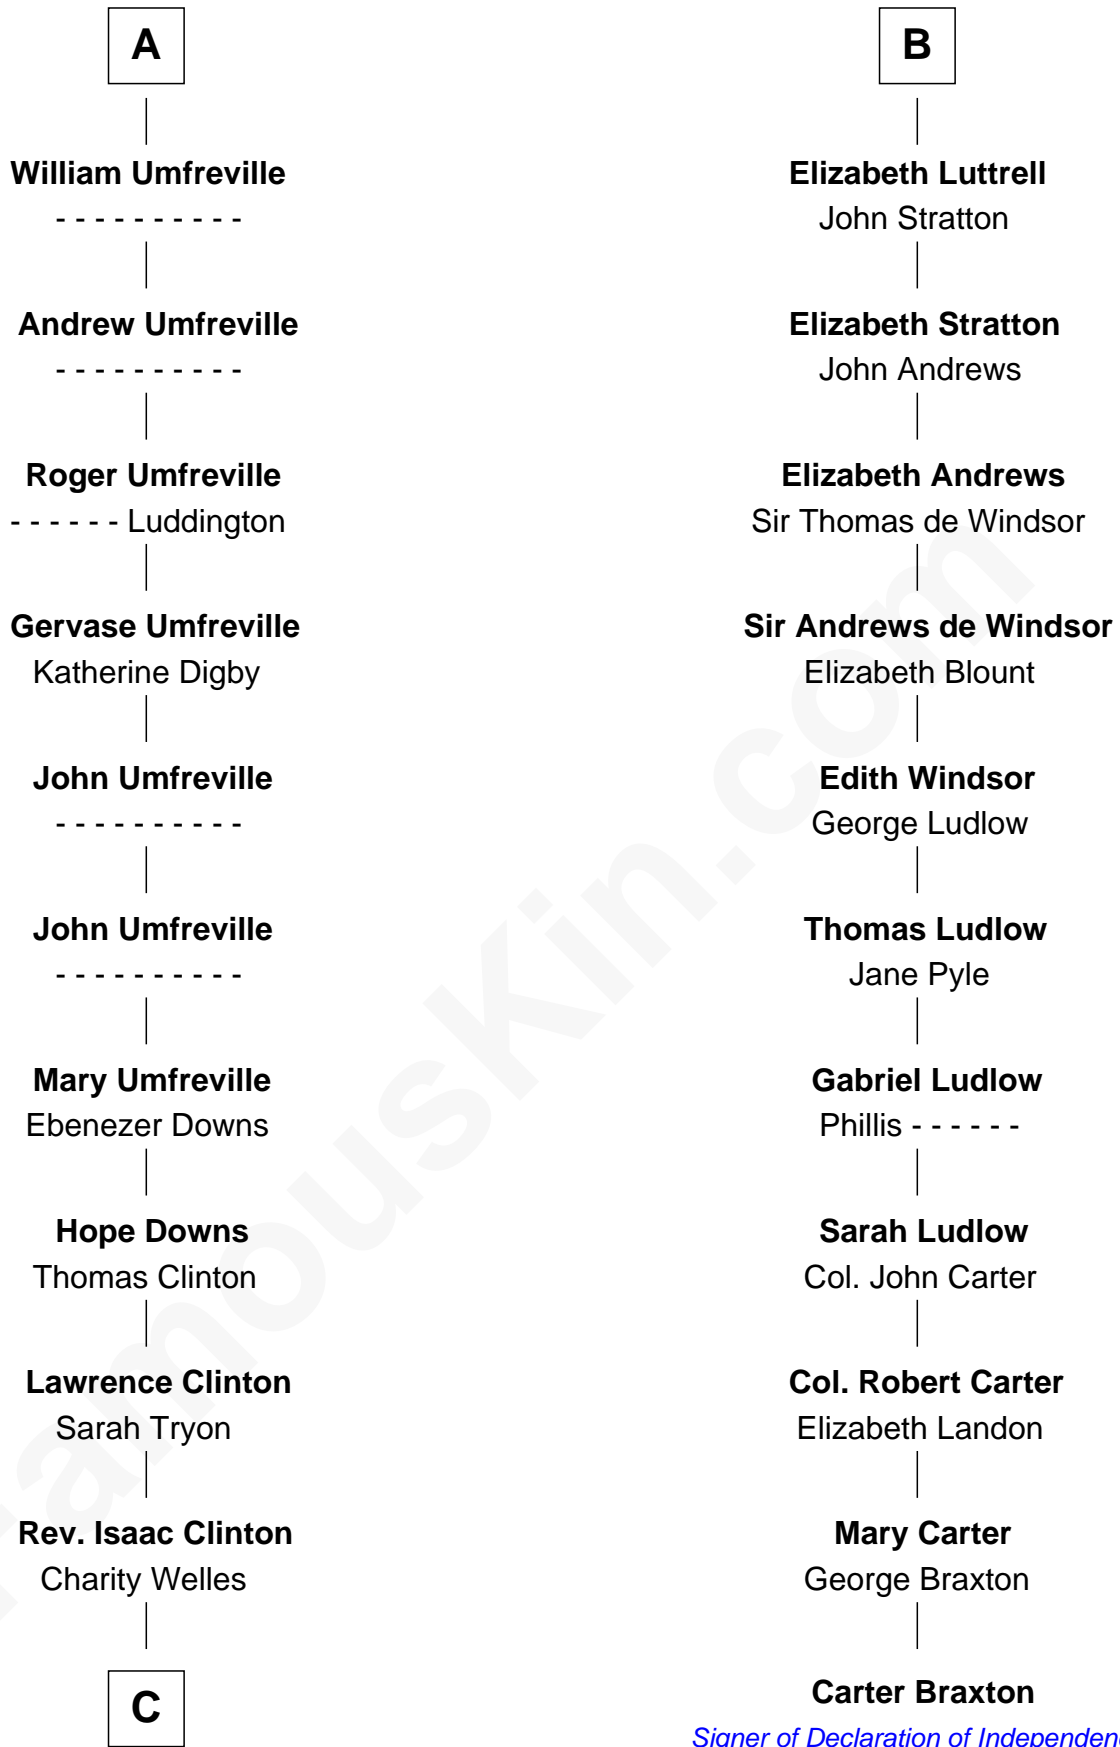 A
William Umfreville
- - - - - - - - - -
Andrew Umfreville
- - - - - - - - - -
Roger Umfreville
- - - - - - Luddington
Gervase Umfreville
Katherine Digby
John Umfreville
- - - - - - - - - -
John Umfreville
- - - - - - - - - -
Mary Umfreville
Ebenezer Downs
Hope Downs
Thomas Clinton
Lawrence Clinton
Sarah Tryon
Rev. Isaac Clinton
Charity Welles
C
B
Elizabeth Luttrell
John Stratton
Elizabeth Stratton
John Andrews
Elizabeth Andrews
Sir Thomas de Windsor
Sir Andrews de Windsor
Elizabeth Blount
Edith Windsor
George Ludlow
Thomas Ludlow
Jane Pyle
Gabriel Ludlow
Phillis - - - - - -
Sarah Ludlow
Col. John Carter
Col. Robert Carter
Elizabeth Landon
Mary Carter
George Braxton
Carter Braxton
Signer of Declaration of Independen
FamousKin.com